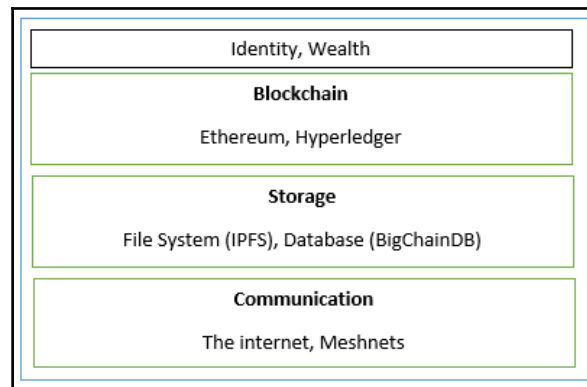 Identity, Wealth
Blockchain
Ethereum, Hyperledger
Storage
File System (IPFS), Database (BigChainDB)
Communication
The internet, Meshnets